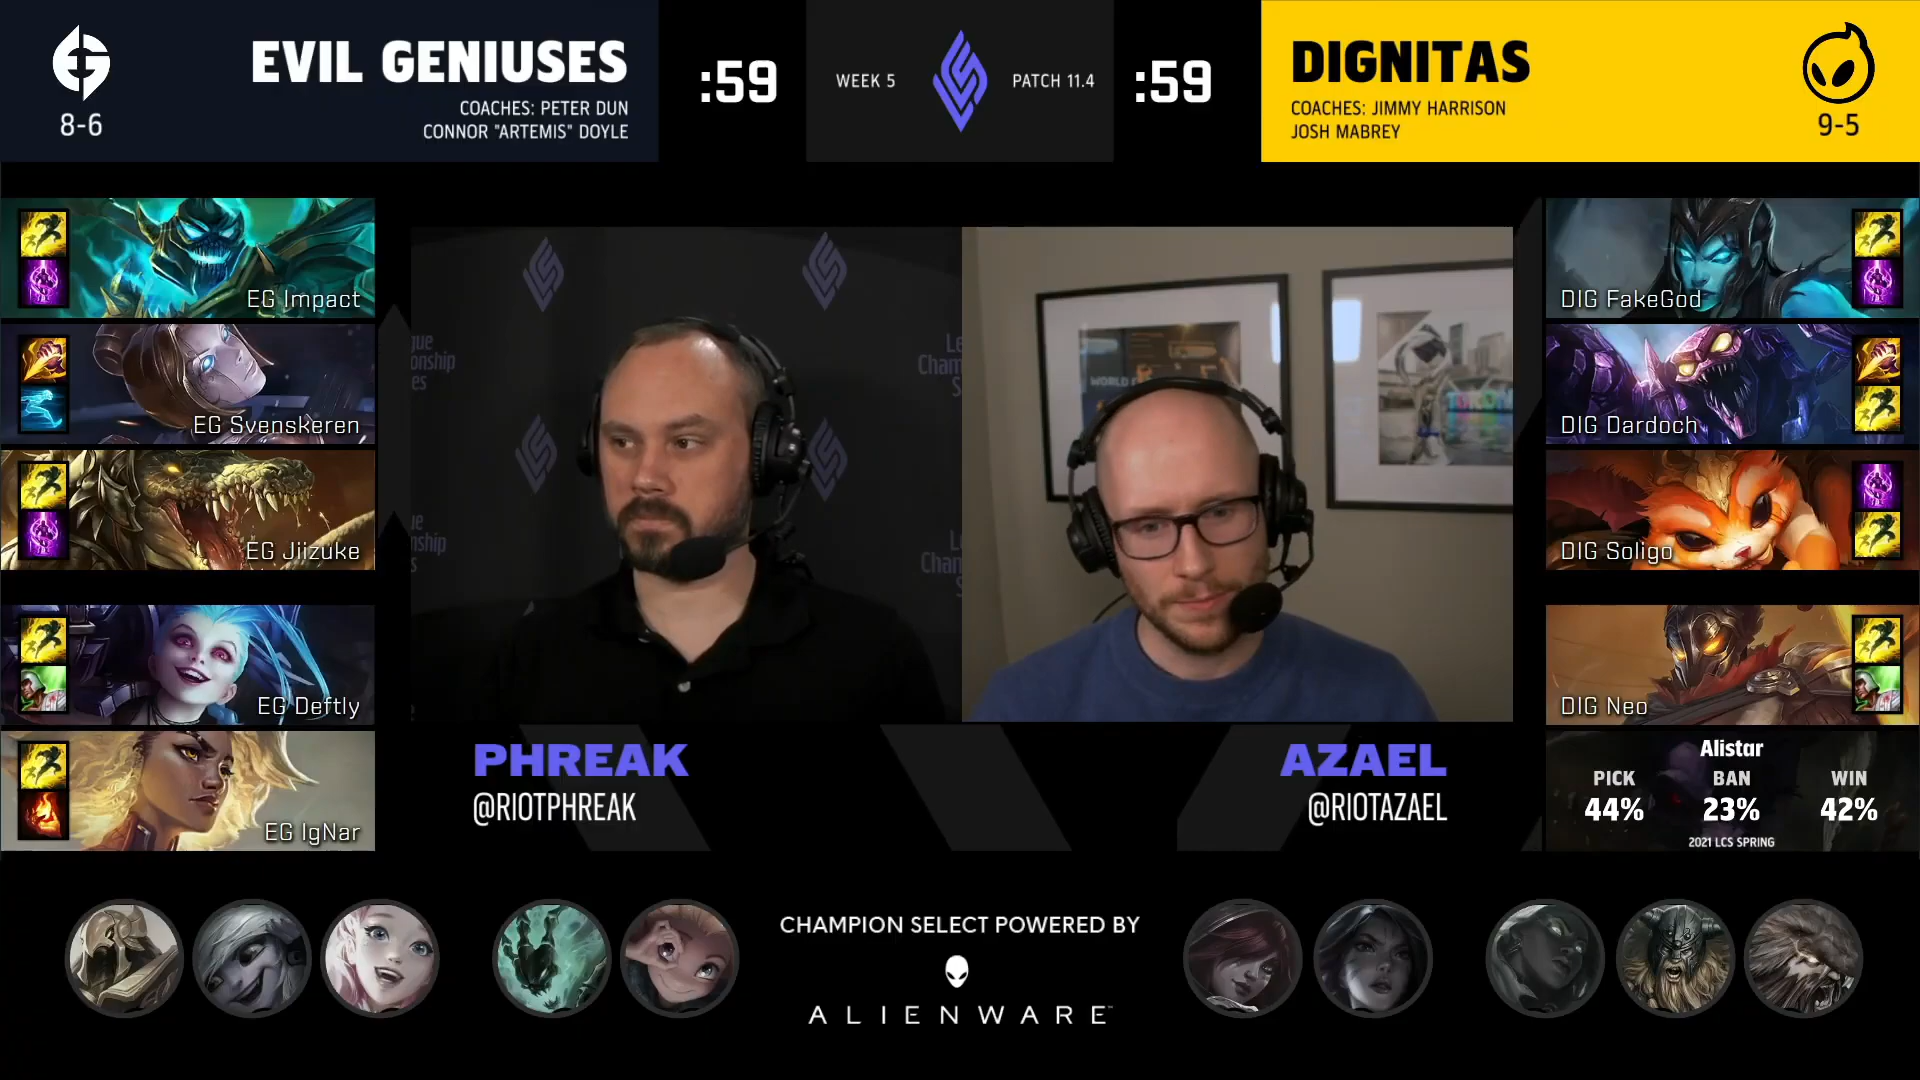 EVIL GENIUSES
COACHES: PETER DUN
CONNOR "ARTEMIS" DOYLE
8-6
:59
WEEK 5
PATCH 11.4
:59
DIGNITAS
COACHES: JIMMY HARRISON
JOSH MABREY
9-5
EG Impact
EG Svenskeren
EG Jiizuke
EG Deftly
EG IgNar
DIG FakeGod
DIG Dardoch
DIG Soligo
DIG Neo
Alistar
PICK BAN WIN
44% 23% 42%
2021 LCS SPRING
WORLD
PHREAK
@RIOTPHREAK
AZAEL
@RIOTAZAEL
CHAMPION SELECT POWERED BY
ALIENWARE